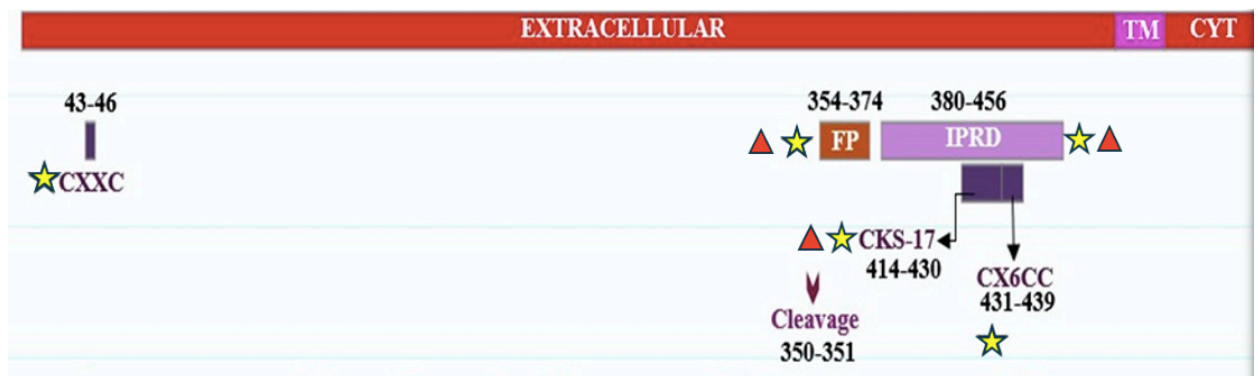 EXTRACELLULAR TM CYT
43-46 354-374 380-456
FP IPRD
CXXC
CKS-17
414-430
CX6CC
431-439
Cleavage
350-351